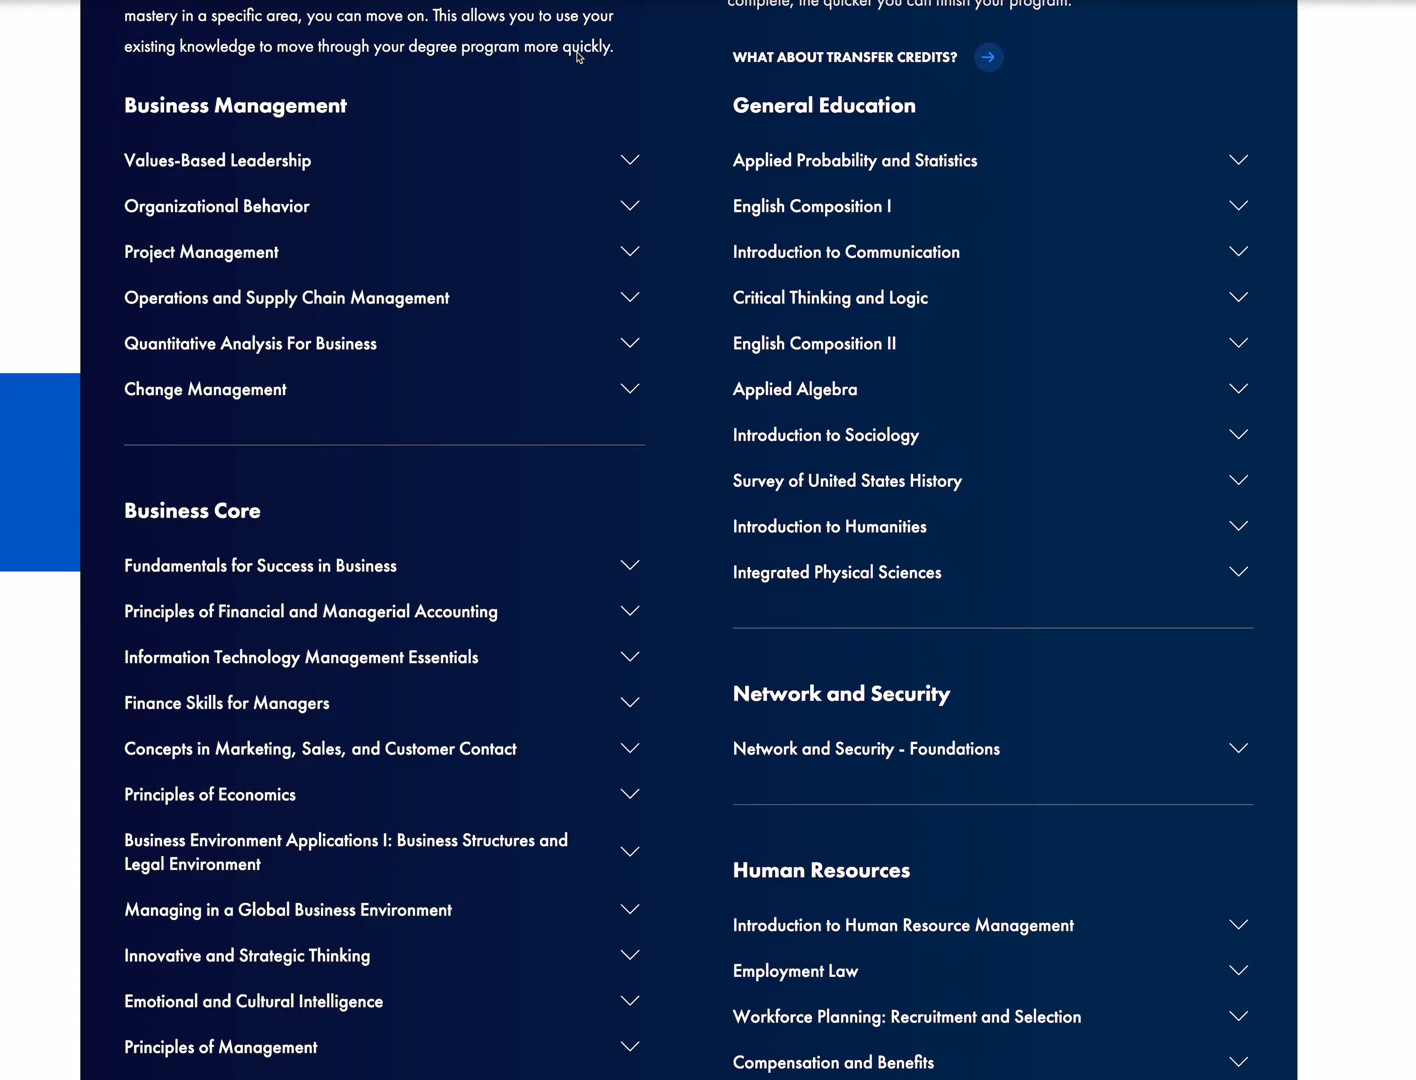 mastery in a specific area, you can move on. This allows you to use your
existing knowledge to move through your degree program more quickly.
Business Management
Values-Based Leadership
Organizational Behavior
Project Management
Operations and Supply Chain Management
Quantitative Analysis For Business
Change Management
Business Core
Fundamentals for Success in Business
Principles of Financial and Managerial Accounting
Information Technology Management Essentials
Finance Skills for Managers
Concepts in Marketing, Sales, and Customer Contact
Principles of Economics
Business Environment Applications I: Business Structures and
Legal Environment
Managing in a Global Business Environment
Innovative and Strategic Thinking
Emotional and Cultural Intelligence
Principles of Management
complete, the quicker you can finish your program.
WHAT ABOUT TRANSFER CREDITS?
General Education
Applied Probability and Statistics
English Composition I
Introduction to Communication
Critical Thinking and Logic
English Composition II
Applied Algebra
Introduction to Sociology
Survey of United States History
Introduction to Humanities
Integrated Physical Sciences
Network and Security
Network and Security - Foundations
Human Resources
Introduction to Human Resource Management
Employment Law
Workforce Planning: Recruitment and Selection
Compensation and Benefits